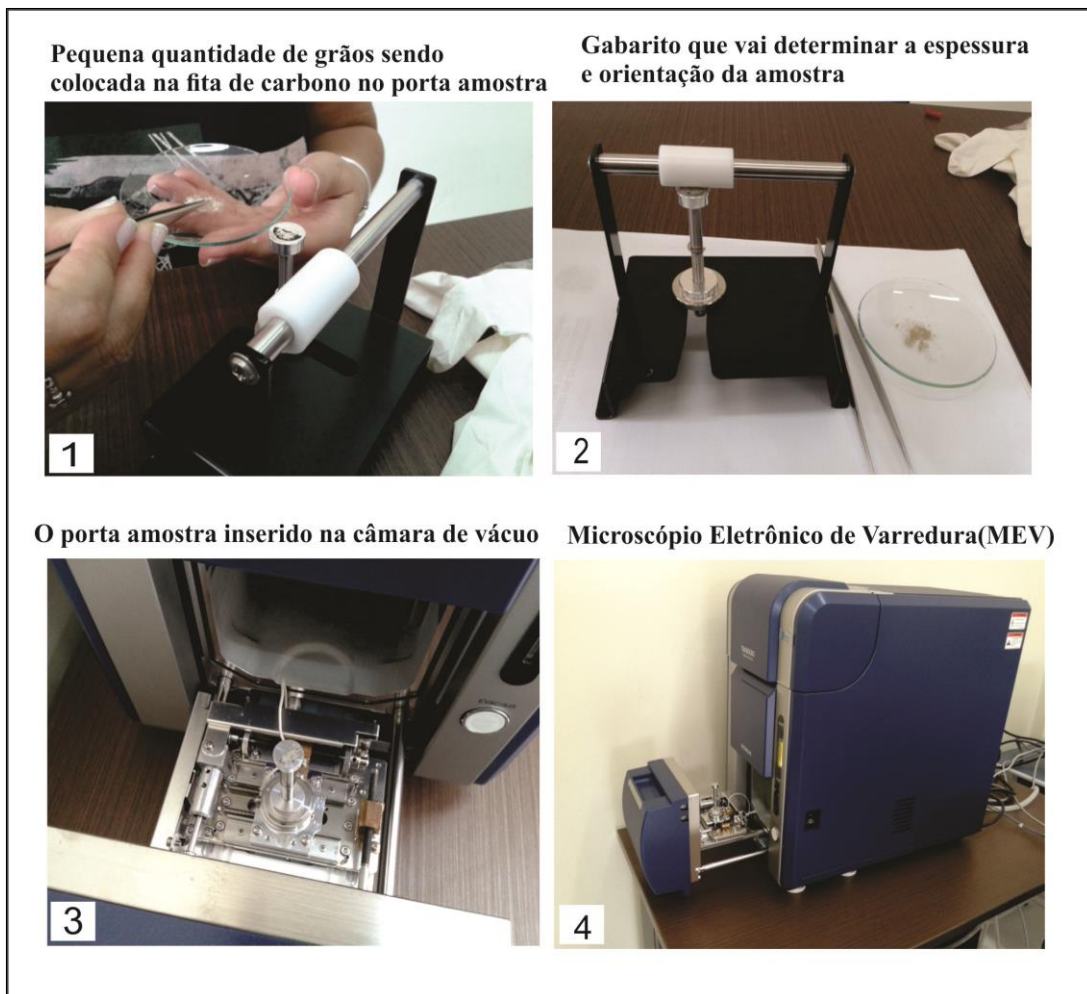 Pequena quantidade de grãos sendo
colocada na fita de carbono no porta amostra
Gabarito que vai determinar a espessura
e orientação da amostra
1
2
O porta amostra inserido na câmara de vácuo
Microscópio Eletrônico de Varredura(MEV)
3
4